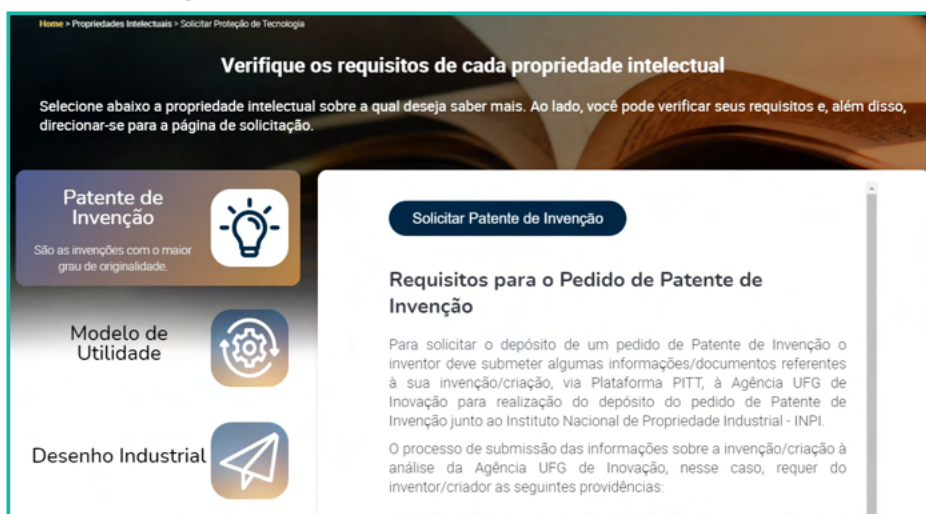 Home > Propriedades Intelectuais > Solicitar Proteção de Tecnologia
Verifique os requisitos de cada propriedade intelectual
Selecione abaixo a propriedade intelectual sobre a qual deseja saber mais. Ao lado, você pode verificar seus requisitos e, além disso,
direcionar-se para a página de solicitação.
Patente de
Invenção
São as invenções com o maior
grau de originalidade.
Modelo de
Utilidade
Desenho Industrial
Solicitar Patente de Invenção
Requisitos para o Pedido de Patente de
Invenção
Para solicitar o depósito de um pedido de Patente de Invenção o
inventor deve submeter algumas informações/documentos referentes
à sua invenção/criação, via Plataforma PITT, à Agência UFG de
Inovação para realização do depósito do pedido de Patente de
Invenção junto ao Instituto Nacional de Propriedade Industrial - INPI.
O processo de submissão das informações sobre a invenção/criação à
análise da Agência UFG de Inovação, nesse caso, requer do
inventor/criador as seguintes providências: